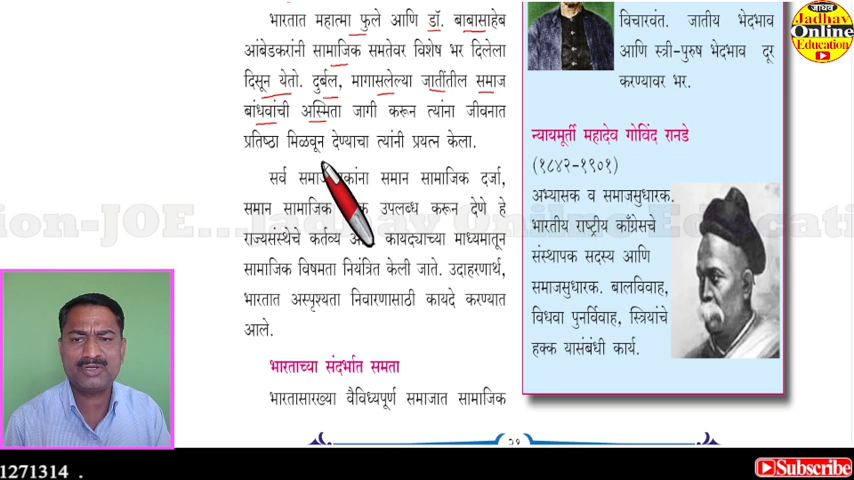 भारतात महात्मा फुले आणि डॉ. बाबासाहेब
आंबेडकरांनी सामाजिक समतेवर विशेष भर दिलेला
दिसून येतो. दुर्बल, मागासलेल्या जातींतील समाज
बांधवांची अस्मिता जागी करून त्यांना जीवनात
प्रतिष्ठा मिळवून देण्याचा त्यांनी प्रयत्न केला.
सर्व समान सामाजिक दर्जा,
समान सामाजिक उपलब्ध करून देणे हे
राज्यसंस्थेचे कर्तव्य कायद्याच्या माध्यमातून
सामाजिक विषमता नियंत्रित केली जाते. उदाहरणार्थ,
भारतात अस्पृश्यता निवारणासाठी कायदे करण्यात
आले.
भारताच्या संदर्भात समता
भारतासारख्या वैविध्यपूर्ण समाजात सामाजिक
विचारवंत. जातीय भेदभाव
आणि स्त्री-पुरुष भेदभाव दूर
करण्यावर भर.
न्यायमूर्ती महादेव गोविंद रानडे
(१८४२-१९०१)
अभ्यासक व समाजसुधारक.
भारतीय राष्ट्रीय काँग्रेसचे
संस्थापक सदस्य आणि
समाजसुधारक. बालविवाह,
विधवा पुनर्विवाह, स्त्रियांचे
हक्क यासंबंधी कार्य.
२१
जाधव
Jadhav
Online
Education
1271314 .
Subscribe